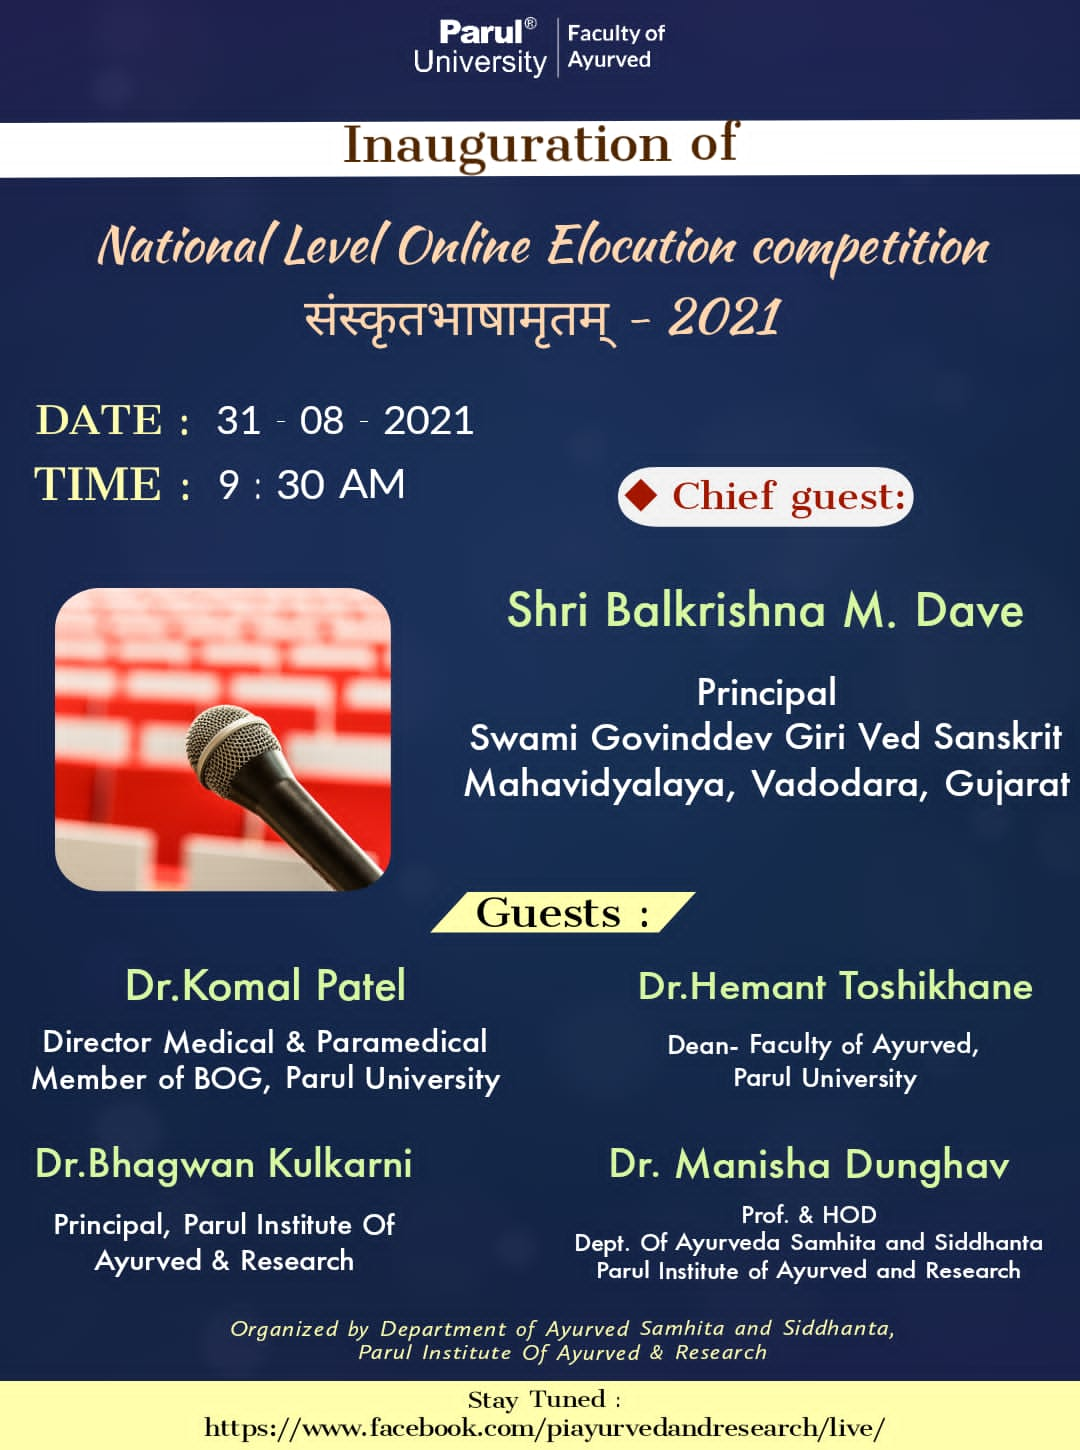 Parul®
University
Faculty of
Ayurved
Inauguration of
National Level Online Elocution competition
संस्कृतभाषामृतम् - 2021
DATE : 31 - 08 - 2021
TIME : 9 : 30 AM
Chief guest:
Shri Balkrishna M. Dave
Principal
Swami Govinddev Giri Ved Sanskrit
Mahavidyalaya, Vadodara, Gujarat
Guests :
Dr.Komal Patel
Director Medical & Paramedical
Member of BOG, Parul University
Dr.Hemant Toshikhane
Dean- Faculty of Ayurved,
Parul University
Dr.Bhagwan Kulkarni
Principal, Parul Institute Of
Ayurved & Research
Dr. Manisha Dunghav
Prof. & HOD
Dept. Of Ayurveda Samhita and Siddhanta
Parul Institute of Ayurved and Research
Organized by Department of Ayurved Samhita and Siddhanta,
Parul Institute Of Ayurved & Research
Stay Tuned :
https://www.facebook.com/piayurvedandresearch/live/